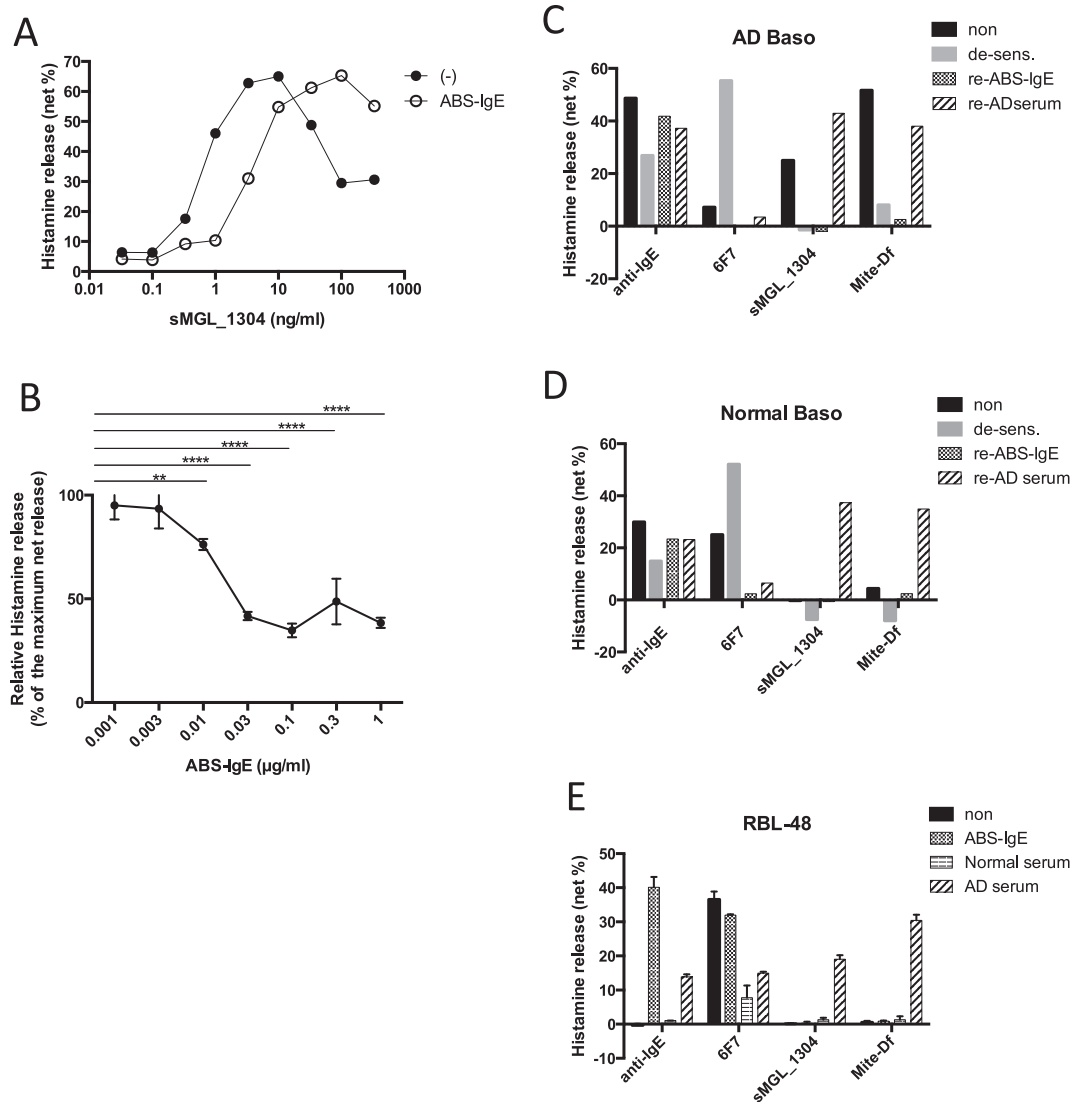 A
Histamine release (net %)
70
60
50
40
30
20
10
0
0.01
0.1
1
10
100
1000
sMGL_1304 (ng/ml)
(-)
ABS-IgE
B
****
****
****
****
**
Relative Histamine release
(% of the maximum net release)
100
50
0
0.001
0.003
0.01
0.03
0.1
0.3
1
ABS-IgE (µg/ml)
C
AD Baso
non
de-sens.
re-ABS-IgE
re-ADserum
Histamine release (net %)
60
40
20
0
-20
anti-IgE
6F7
sMGL_1304
Mite-Df
D
Normal Baso
non
de-sens.
re-ABS-IgE
re-AD serum
Histamine release (net %)
60
40
20
0
-20
anti-IgE
6F7
sMGL_1304
Mite-Df
E
RBL-48
non
ABS-IgE
Normal serum
AD serum
Histamine release (net %)
50
40
30
20
10
0
-10
anti-IgE
6F7
sMGL_1304
Mite-Df